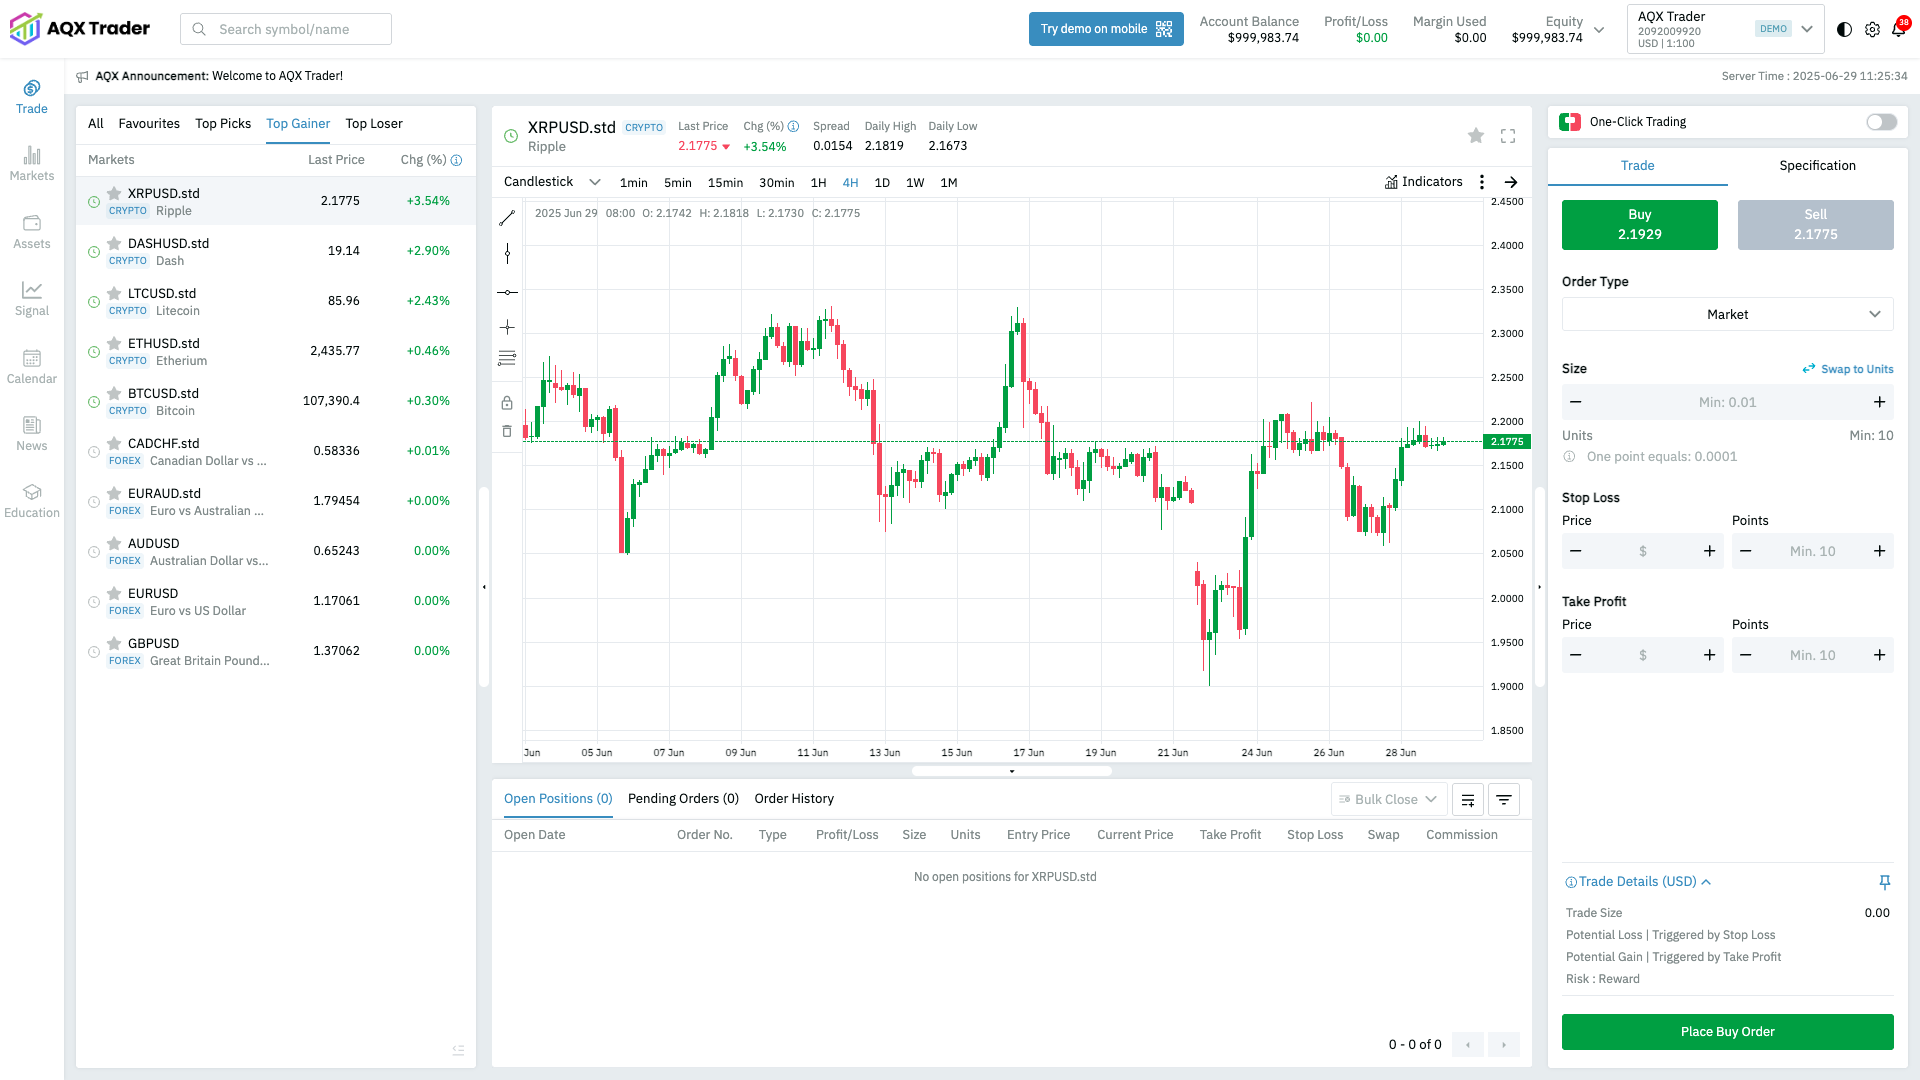 AQX Trader
Search symbol/name
Try demo on mobile
Account Balance
$999,983.74
Profit/Loss
$0.00
Margin Used
$0.00
Equity
$999,983.74
AQX Trader
2092009920
USD | 1:100
DEMO
38
AQX Announcement: Welcome to AQX Trader!
Server Time : 2025-06-29 11:25:34
Trade
Markets
Assets
Signal
Calendar
News
Education
All Favourites Top Picks Top Gainer Top Loser
Markets Last Price Chg (%)
XRPUSD.std
CRYPTO Ripple
2.1775 +3.54%
DASHUSD.std
CRYPTO Dash
19.14 +2.90%
LTCUSD.std
CRYPTO Litecoin
85.96 +2.43%
ETHUSD.std
CRYPTO Etherium
2,435.77 +0.46%
BTCUSD.std
CRYPTO Bitcoin
107,390.4 +0.30%
CADCHF.std
FOREX Canadian Dollar vs ...
0.58336 +0.01%
EURAUD.std
FOREX Euro vs Australian ...
1.79454 +0.00%
AUDUSD
FOREX Australian Dollar vs...
0.65243 0.00%
EURUSD
FOREX Euro vs US Dollar
1.17061 0.00%
GBPUSD
FOREX Great Britain Pound...
1.37062 0.00%
XRPUSD.std CRYPTO
Ripple
Last Price
2.1775
Chg (%)
+3.54%
Spread
0.0154
Daily High
2.1819
Daily Low
2.1673
Candlestick 1min 5min 15min 30min 1H 4H 1D 1W 1M Indicators
2025 Jun 29 08:00 O: 2.1742 H: 2.1818 L: 2.1730 C: 2.1775
2.4500
2.4000
2.3500
2.3000
2.2500
2.2000
2.1775
2.1500
2.1000
2.0500
2.0000
1.9500
1.9000
1.8500
Jun 05 Jun 07 Jun 09 Jun 11 Jun 13 Jun 15 Jun 17 Jun 19 Jun 21 Jun 24 Jun 26 Jun 28 Jun
Open Positions (0) Pending Orders (0) Order History
Bulk Close
Open Date Order No. Type Profit/Loss Size Units Entry Price Current Price Take Profit Stop Loss Swap Commission
No open positions for XRPUSD.std
0 - 0 of 0
One-Click Trading
Trade Specification
Buy
2.1929
Sell
2.1775
Order Type
Market
Size Swap to Units
Min: 0.01
Units Min: 10
One point equals: 0.0001
Stop Loss
Price Points
$ Min. 10
Take Profit
Price Points
$ Min. 10
Trade Details (USD)
Trade Size 0.00
Potential Loss | Triggered by Stop Loss
Potential Gain | Triggered by Take Profit
Risk : Reward
Place Buy Order